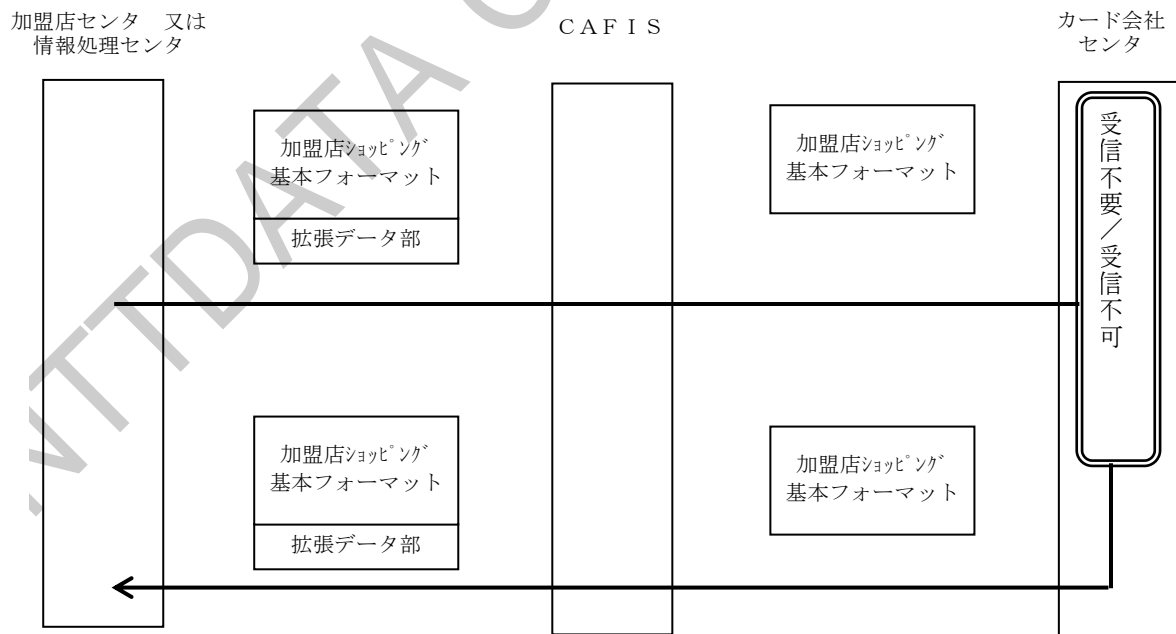 加盟店センタ　又は
情報処理センタ
ＣＡＦＩＳ
カード会社
センタ
加盟店ｼｮｯﾋﾟﾝｸﾞ
基本フォーマット
拡張データ部
加盟店ｼｮｯﾋﾟﾝｸﾞ
基本フォーマット
受信不要／受信不可
加盟店ｼｮｯﾋﾟﾝｸﾞ
基本フォーマット
拡張データ部
加盟店ｼｮｯﾋﾟﾝｸﾞ
基本フォーマット
NTTDATA